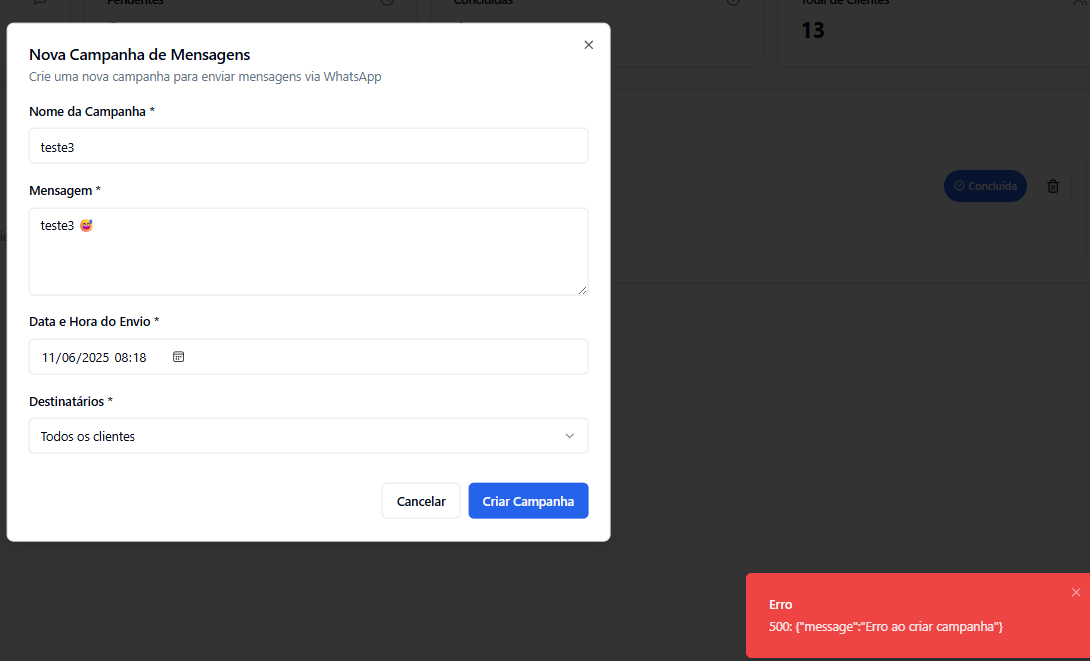 Pendentes
Concluídas
Total de Clientes
13
Nova Campanha de Mensagens
Crie uma nova campanha para enviar mensagens via WhatsApp
Nome da Campanha *
teste3
Mensagem *
teste3 😅
Concluída
Data e Hora do Envio *
11/06/2025 08:18
Destinatários *
Todos os clientes
Cancelar
Criar Campanha
Erro
500: {"message":"Erro ao criar campanha"}